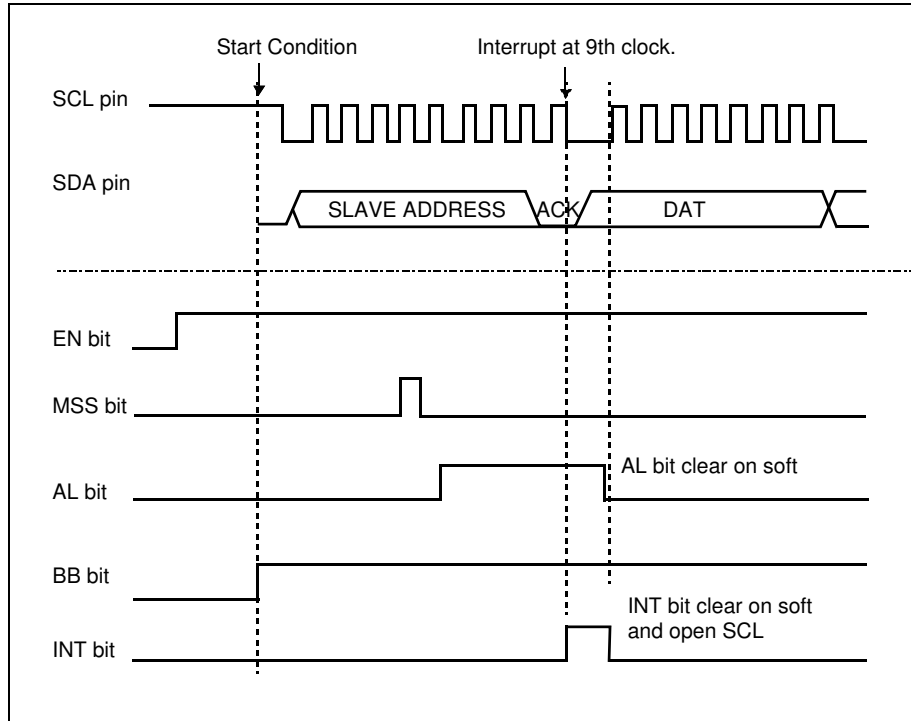 Start Condition
Interrupt at 9th clock.
SCL pin
SDA pin
SLAVE ADDRESS
ACK
DAT
EN bit
MSS bit
AL bit clear on soft
AL bit
BB bit
INT bit clear on soft
and open SCL
INT bit